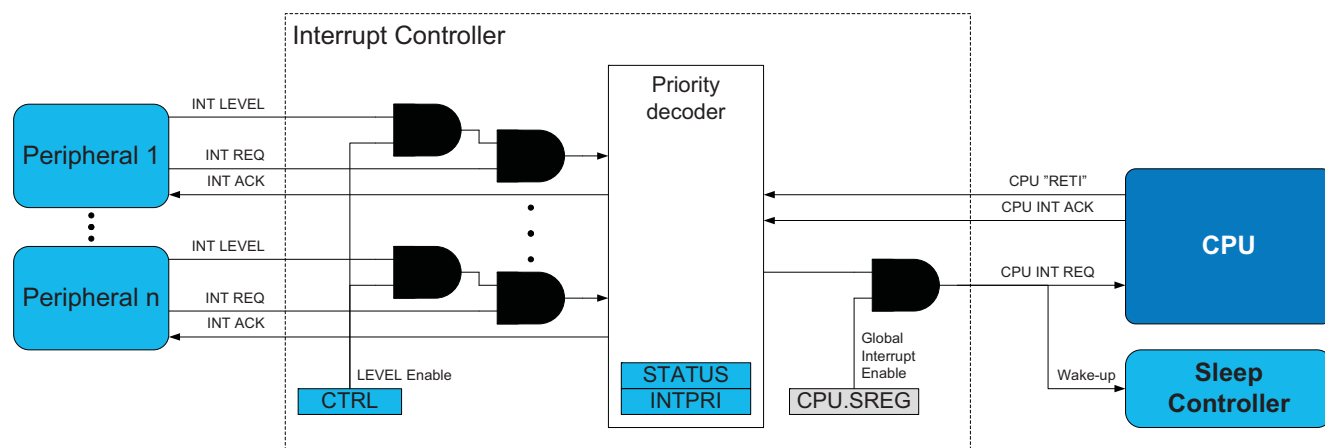 Interrupt Controller
Priority
decoder
INT LEVEL
Peripheral 1
INT REQ
INT ACK
CPU ”RETI”
CPU INT ACK
CPU
INT LEVEL
Peripheral n
INT REQ
INT ACK
CPU INT REQ
Global
Interrupt
Enable
LEVEL Enable
CTRL
STATUS
INTPRI
CPU.SREG
Wake-up
Sleep
Controller